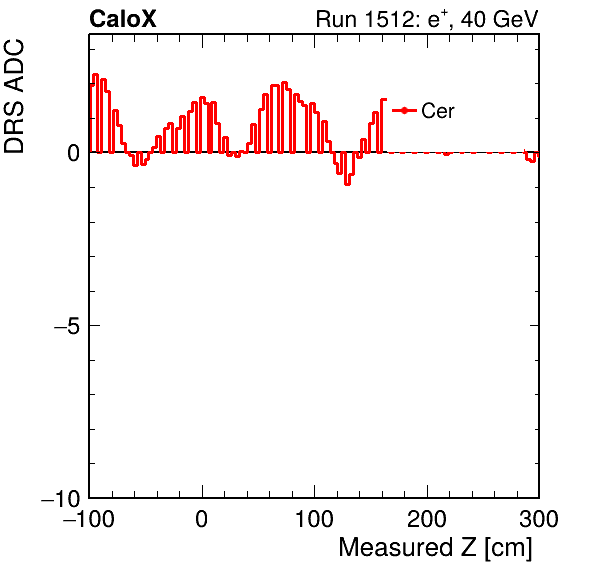 CaloX Run 1512: e⁺, 40 GeV
DRS ADC
Cer
0
−5
−10
−100 0 100 200 300
Measured Z [cm]